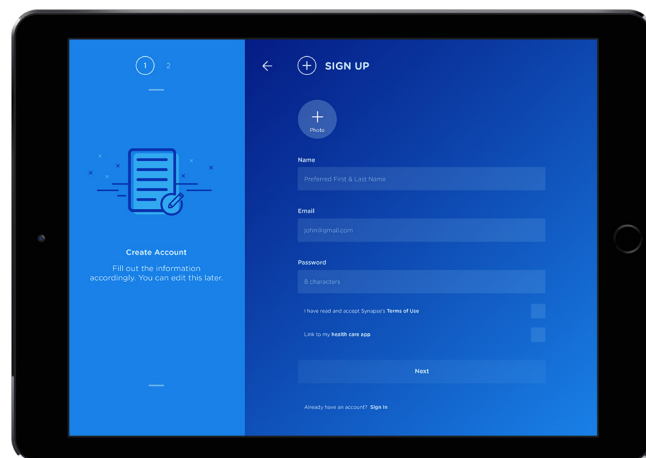 1 2
Create Account
Fill out the information
accordingly. You can edit this later.
SIGN UP
Photo
Name
Preferred First & Last Name
Email
john@gmail.com
Password
8 characters
I have read and accept Synapse's Terms of Use
Link to my health care app
Next
Already have an account? Sign In